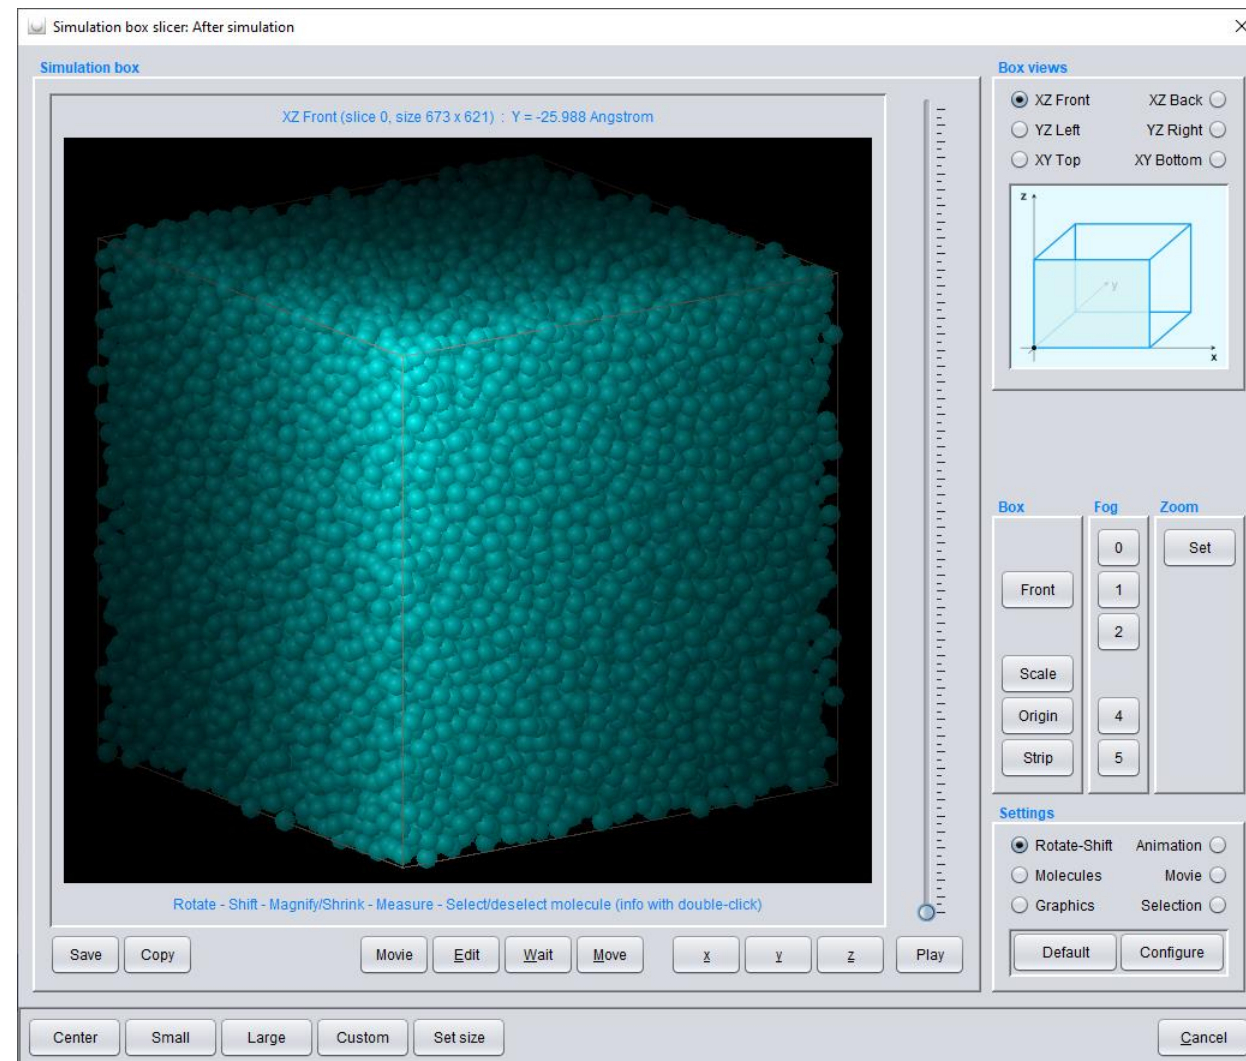 Simulation box slicer: After simulation
Simulation box
XZ Front (slice 0, size 673 x 621) : Y = -25.988 Angstrom
Rotate - Shift - Magnify/Shrink - Measure - Select/deselect molecule (info with double-click)
Save Copy Movie Edit Wait Move x y z Play
Box views
XZ Front XZ Back
YZ Left YZ Right
XY Top XY Bottom
z
y
x
Box Fog Zoom
0 Set
Front 1
2
Scale
Origin 4
Strip 5
Settings
Rotate-Shift Animation
Molecules Movie
Graphics Selection
Default Configure
Center Small Large Custom Set size Cancel